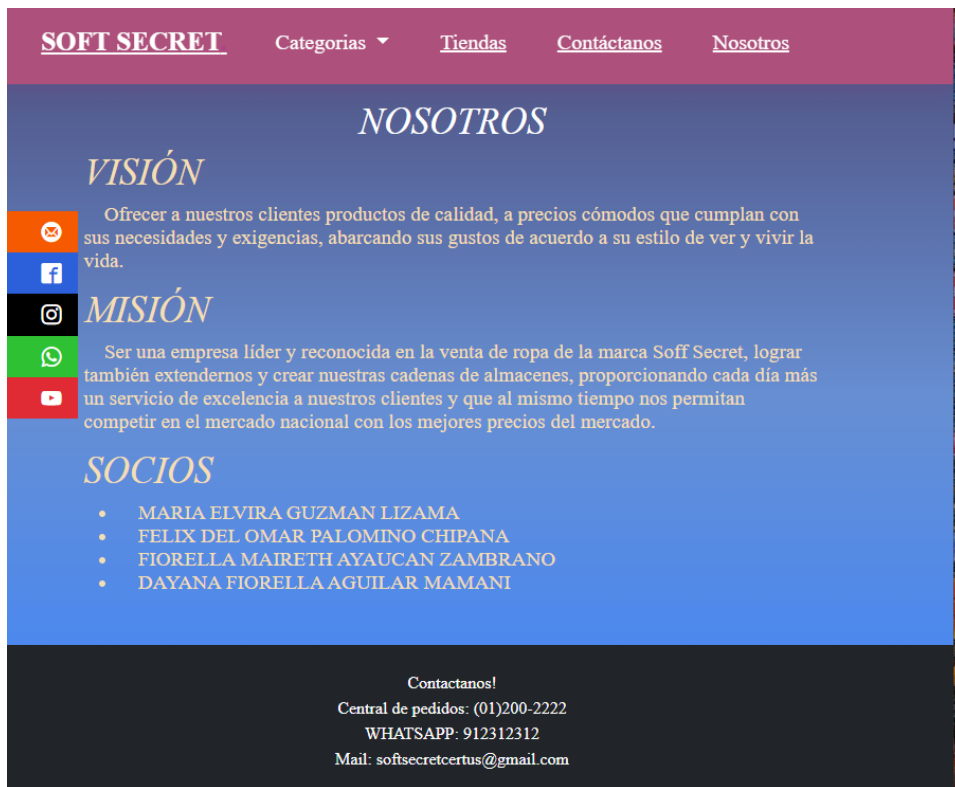 SOFT SECRET Categorias Tiendas Contáctanos Nosotros
NOSOTROS
VISIÓN
Ofrecer a nuestros clientes productos de calidad, a precios cómodos que cumplan con
sus necesidades y exigencias, abarcando sus gustos de acuerdo a su estilo de ver y vivir la
vida.
MISIÓN
Ser una empresa líder y reconocida en la venta de ropa de la marca Soff Secret, lograr
también extendernos y crear nuestras cadenas de almacenes, proporcionando cada día más
un servicio de excelencia a nuestros clientes y que al mismo tiempo nos permitan
competir en el mercado nacional con los mejores precios del mercado.
SOCIOS
• MARIA ELVIRA GUZMAN LIZAMA
• FELIX DEL OMAR PALOMINO CHIPANA
• FIORELLA MAIRETH AYAUCAN ZAMBRANO
• DAYANA FIORELLA AGUILAR MAMANI
Contactanos!
Central de pedidos: (01)200-2222
WHATSAPP: 912312312
Mail: softsecretcertus@gmail.com